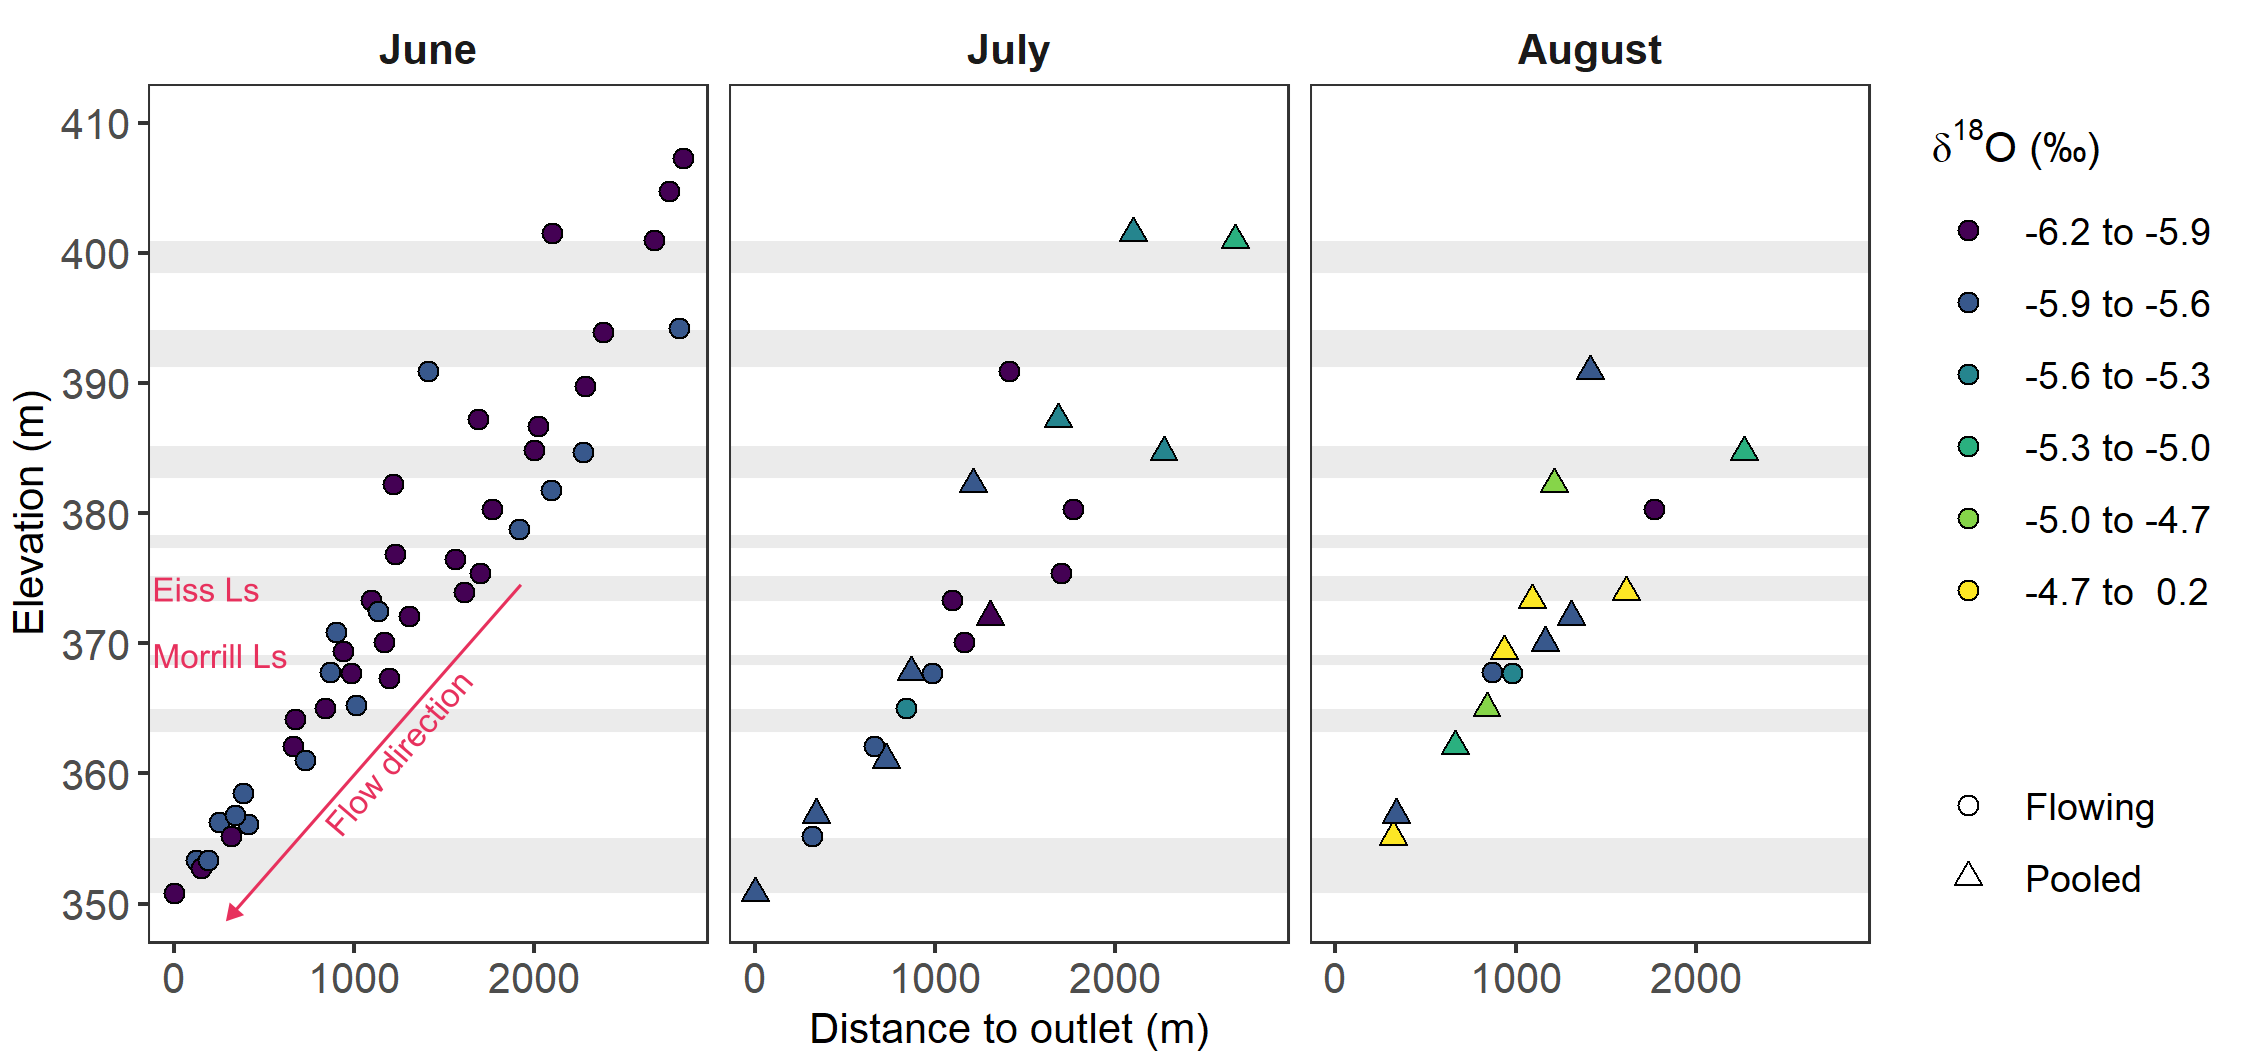 June
July
August
410
400
390
380
370
360
350
Elevation (m)
Eiss Ls
Morrill Ls
Flow direction
0
1000
2000
0
1000
2000
0
1000
2000
Distance to outlet (m)
δ¹⁸O (‰)
-6.2 to -5.9
-5.9 to -5.6
-5.6 to -5.3
-5.3 to -5.0
-5.0 to -4.7
-4.7 to 0.2
Flowing
Pooled